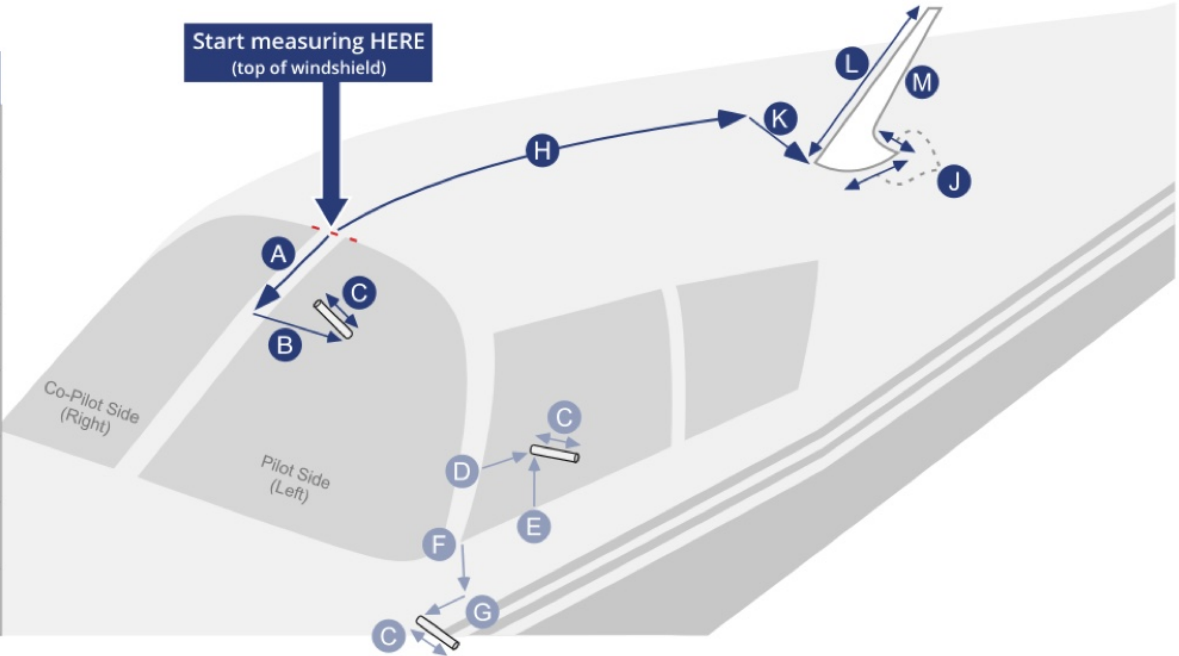 Start measuring HERE
(top of windshield)
L
M
K
H
J
A
C
B
Co-Pilot Side
(Right)
C
Pilot Side
(Left)
D
E
F
G
C